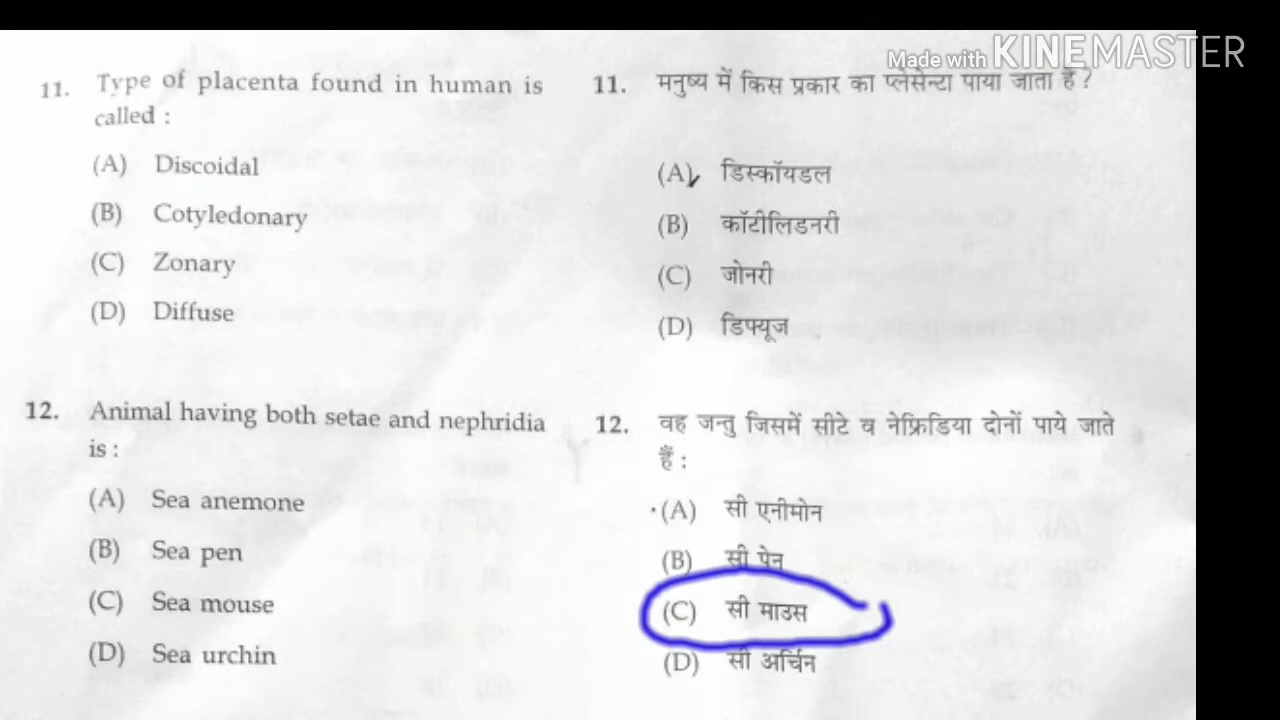 Made with KINEMASTER
11. Type of placenta found in human is
called :
(A) Discoidal
(B) Cotyledonary
(C) Zonary
(D) Diffuse
12. Animal having both setae and nephridia
is :
(A) Sea anemone
(B) Sea pen
(C) Sea mouse
(D) Sea urchin
11. मनुष्य में किस प्रकार का प्लेसेन्टा पाया जाता है ?
(A) डिस्कॉयडल
(B) कॉटीलिडनरी
(C) जोनरी
(D) डिफ्यूज
12. वह जन्तु जिसमें सीटे व नेफ्रिडिया दोनों पाये जाते
हैं :
(A) सी एनीमोन
(B) सी पेन
(C) सी माउस
(D) सी अर्चिन